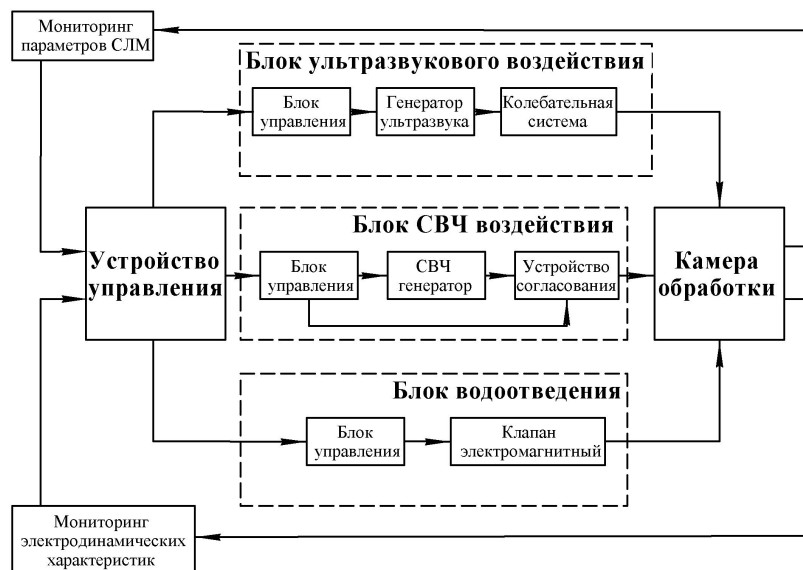 Мониторинг
параметров СЛМ
Блок ультразвукового воздействия
Блок
управления
Генератор
ультразвука
Колебательная
система
Устройство
управления
Блок СВЧ воздействия
Блок
управления
СВЧ
генератор
Устройство
согласования
Камера
обработки
Блок водоотведения
Блок
управления
Клапан
электромагнитный
Мониторинг
электродинамических
характеристик